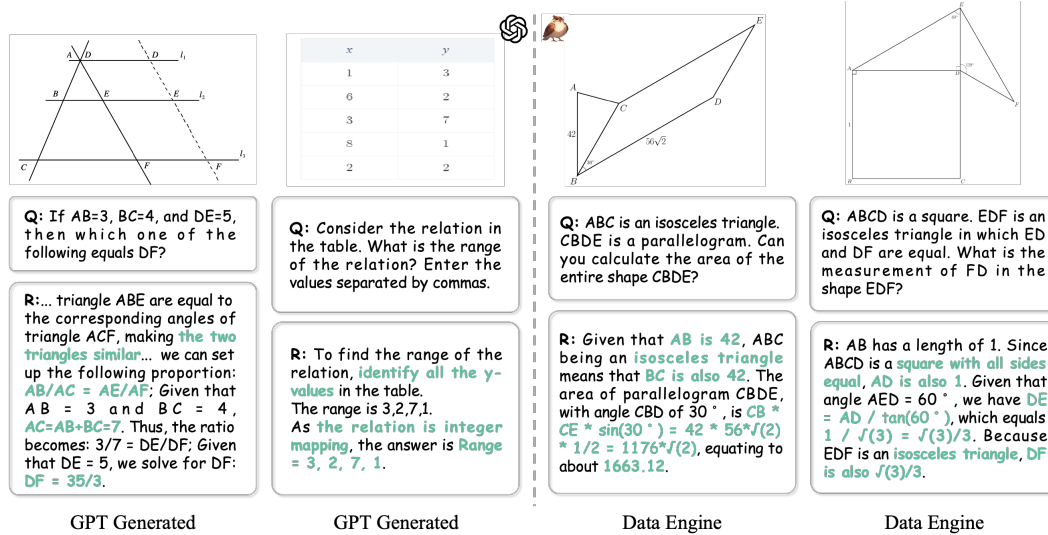 A D D l₁
B E E l₂
C F F l₃
Q: If AB=3, BC=4, and DE=5,
then which one of the
following equals DF?
R:... triangle ABE are equal to
the corresponding angles of
triangle ACF, making the two
triangles similar... we can set
up the following proportion:
AB/AC = AE/AF; Given that
AB = 3 and BC = 4,
AC=AB+BC=7. Thus, the ratio
becomes: 3/7 = DE/DF; Given
that DE = 5, we solve for DF:
DF = 35/3.
GPT Generated
x y
1 3
6 2
3 7
8 1
2 2
Q: Consider the relation in
the table. What is the range
of the relation? Enter the
values separated by commas.
R: To find the range of the
relation, identify all the y-
values in the table.
The range is 3,2,7,1.
As the relation is integer
mapping, the answer is Range
= 3, 2, 7, 1.
GPT Generated
E
A
C
D
42
56√2
B
Q: ABC is an isosceles triangle.
CBDE is a parallelogram. Can
you calculate the area of the
entire shape CBDE?
R: Given that AB is 42, ABC
being an isosceles triangle
means that BC is also 42. The
area of parallelogram CBDE,
with angle CBD of 30°, is CB *
CE * sin(30°) = 42 * 56*√(2)
* 1/2 = 1176*√(2), equating to
about 1663.12.
Data Engine
E
A
D
F
1
B
C
Q: ABCD is a square. EDF is an
isosceles triangle in which ED
and DF are equal. What is the
measurement of FD in the
shape EDF?
R: AB has a length of 1. Since
ABCD is a square with all sides
equal, AD is also 1. Given that
angle AED = 60°, we have DE
= AD / tan(60°), which equals
1 / √(3) = √(3)/3. Because
EDF is an isosceles triangle, DF
is also √(3)/3.
Data Engine